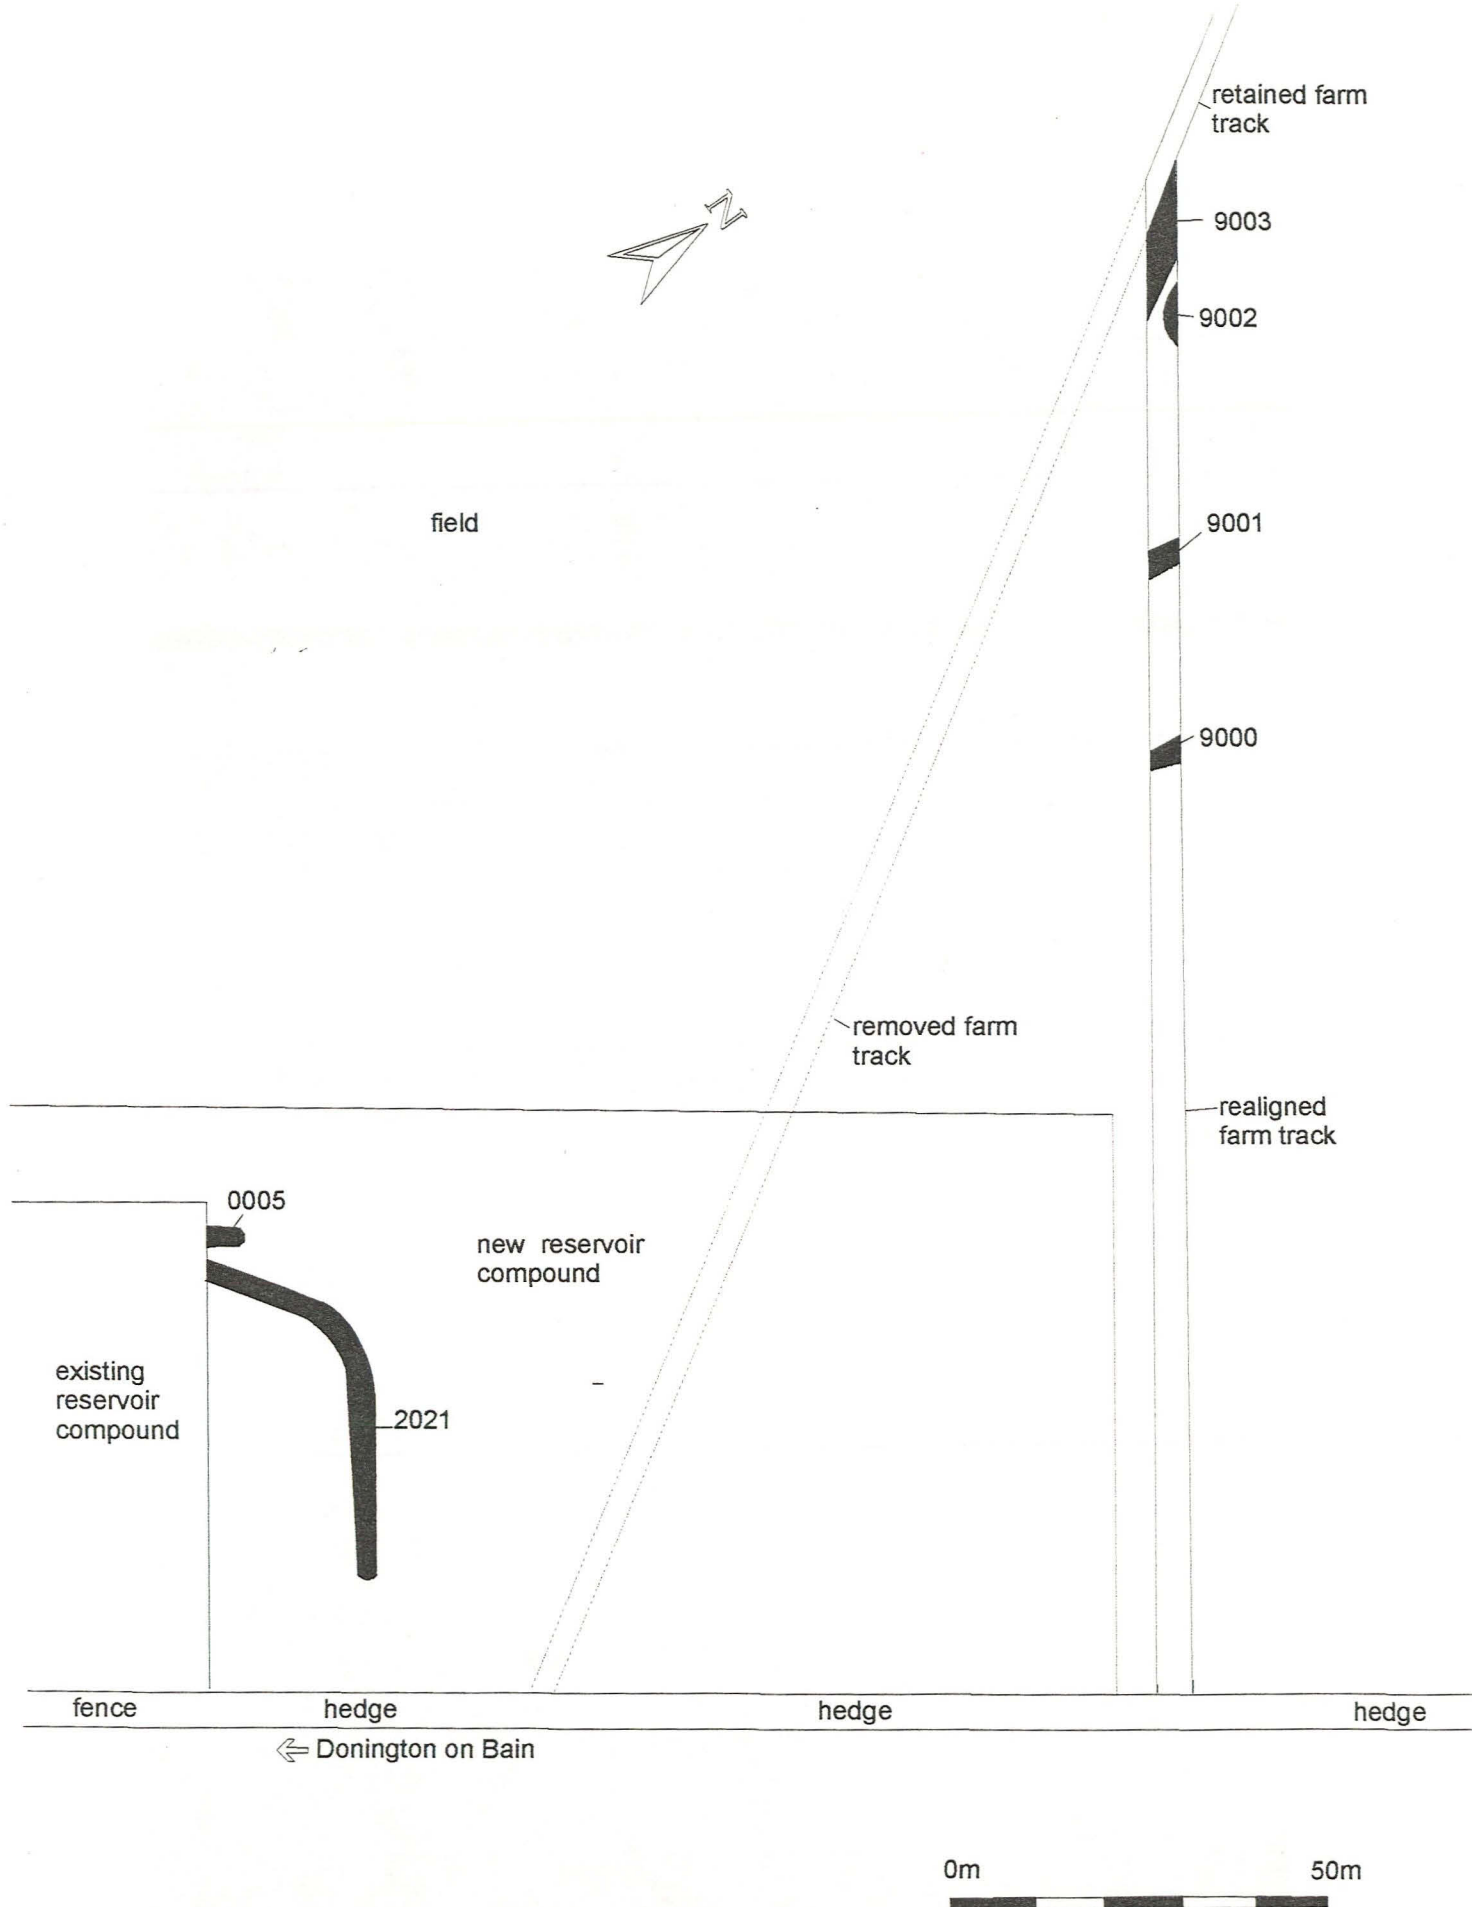 retained farm
track
N
9003
9002
field
9001
9000
removed farm
track
realigned
farm track
0005
new reservoir
compound
existing
reservoir
compound
2021
fence
hedge
hedge
hedge
Donington on Bain
0m
50m